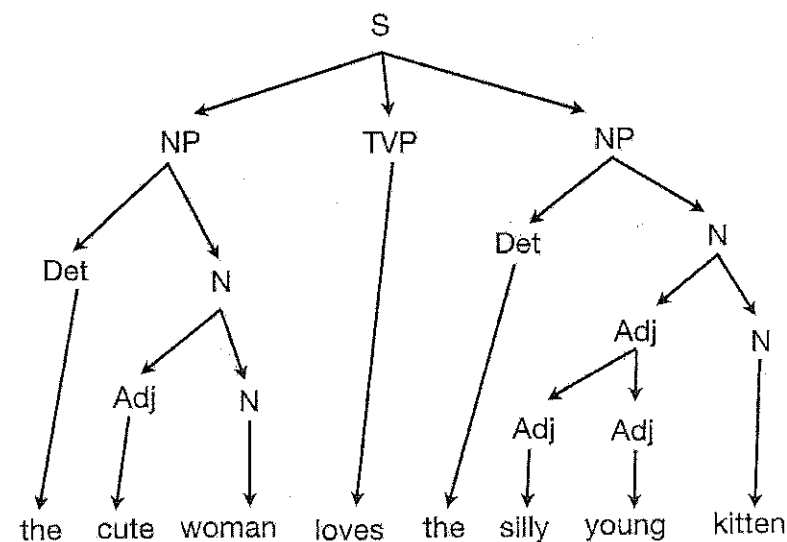 S
NP TVP NP
Det N Det N
Adj N Adj N
Adj Adj
the cute woman loves the silly young kitten